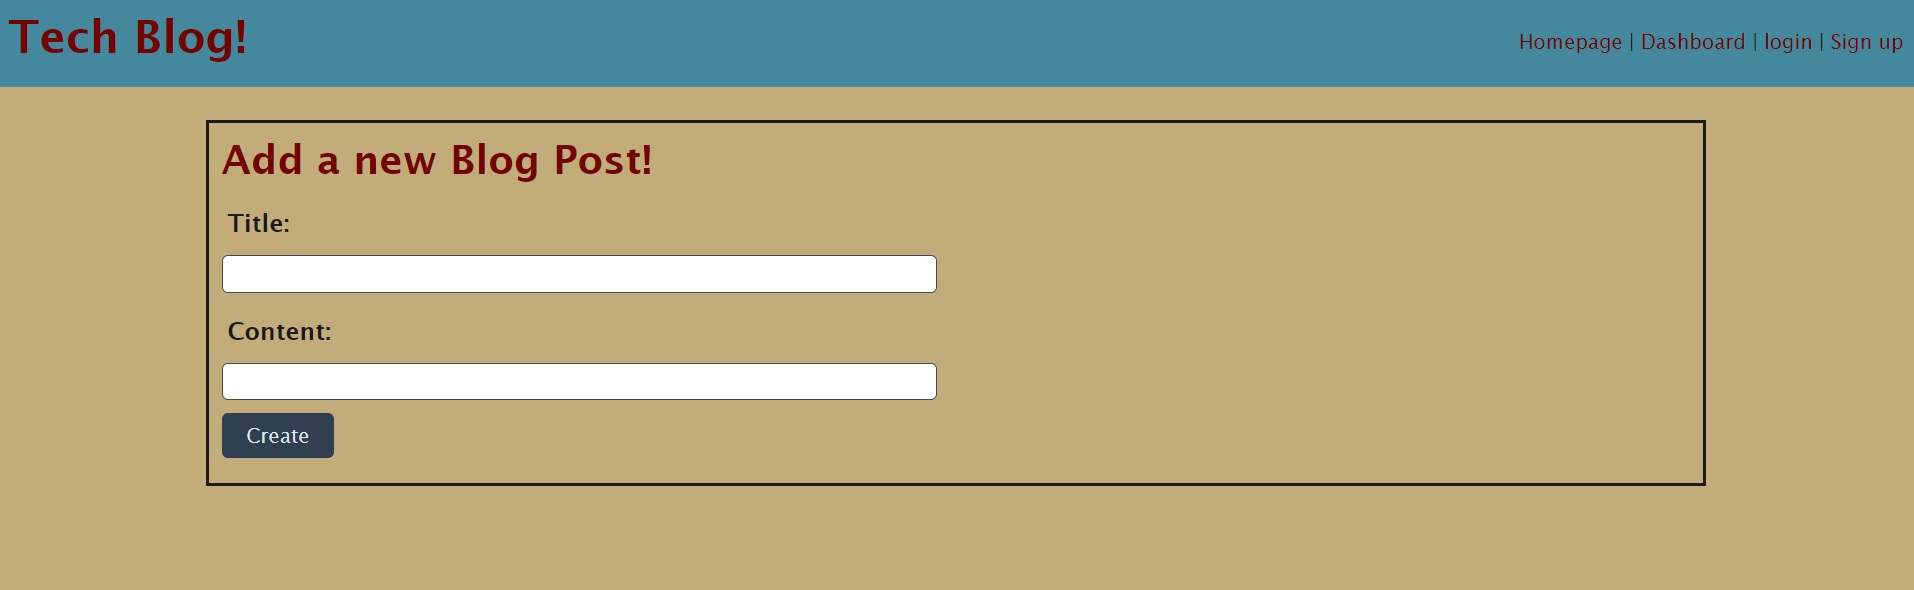 Tech Blog!
Homepage | Dashboard | login | Sign up
Add a new Blog Post!
Title:
Content:
Create